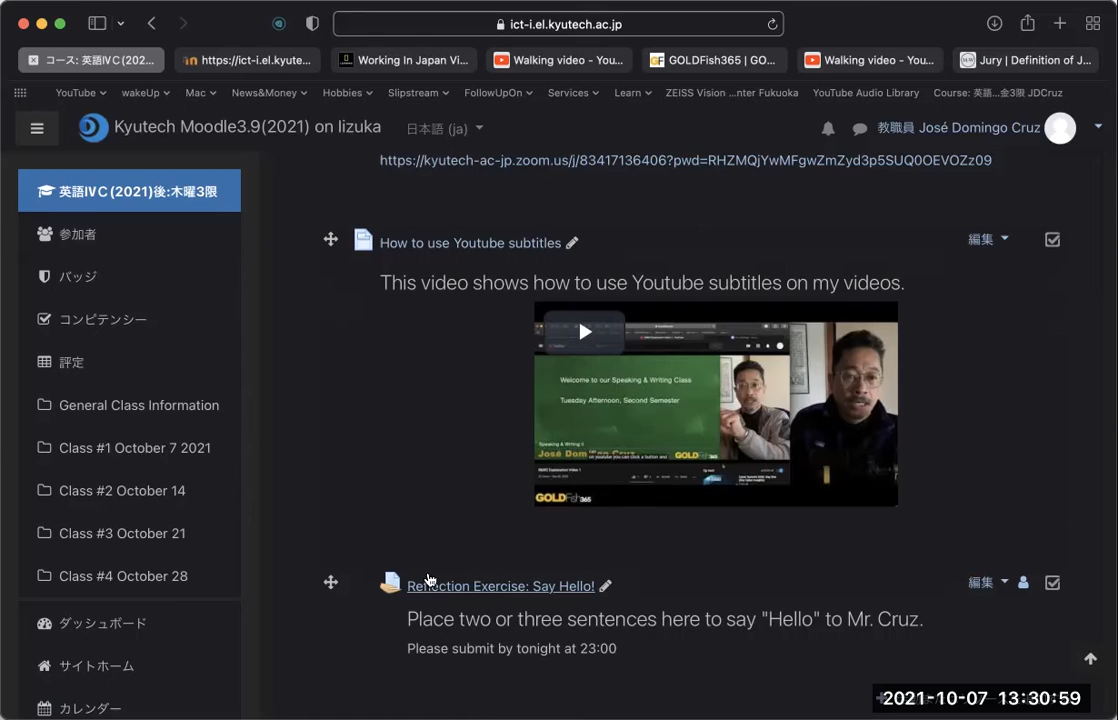 ict-i.el.kyutech.ac.jp
コース: 英語ⅣC(202...
https://ict-i.el.kyute...
Working In Japan Vi...
Walking video - You...
GOLDFish365 | GO...
Walking video - You...
Jury | Definition of J...
YouTube
wakeUp
Mac
News&Money
Hobbies
Slipstream
FollowUpOn
Services
Learn
ZEISS Vision ...nter Fukuoka
YouTube Audio Library
Course: 英語...金3限 JDCruz
Kyutech Moodle3.9(2021) on Iizuka
日本語 (ja)
教職員 José Domingo Cruz
英語ⅣC(2021)後:木曜3限
参加者
バッジ
コンピテンシー
評定
General Class Information
Class #1 October 7 2021
Class #2 October 14
Class #3 October 21
Class #4 October 28
ダッシュボード
サイトホーム
カレンダー
https://kyutech-ac-jp.zoom.us/j/83417136406?pwd=RHZMQjYwMFgwZmZyd3p5SUQ0OEVOZz09
How to use Youtube subtitles
編集
This video shows how to use Youtube subtitles on my videos.
Welcome to our Speaking & Writing Class
Tuesday Afternoon, Second Semester
Speaking & Writing
GOLDFish365
GOLDFish365
Reflection Exercise: Say Hello!
編集
Place two or three sentences here to say "Hello" to Mr. Cruz.
Please submit by tonight at 23:00
2021-10-07 13:30:59